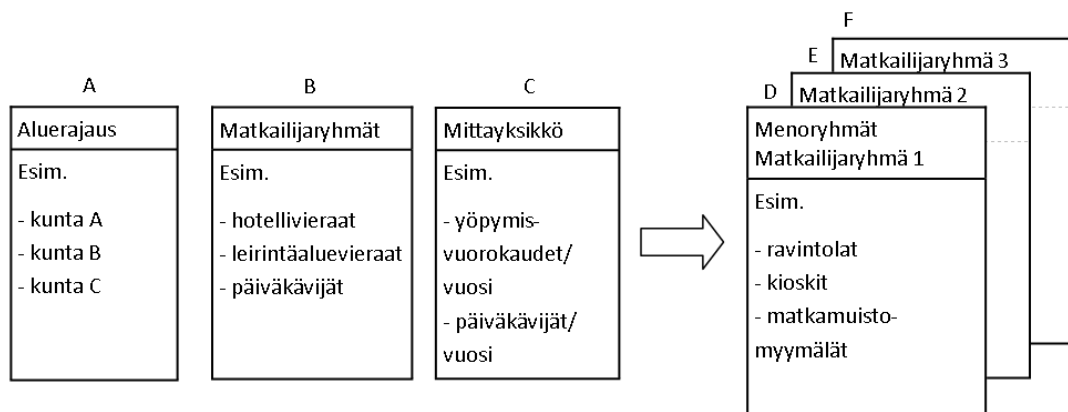 A
Aluerajaus
Esim.
- kunta A
- kunta B
- kunta C
B
Matkailijaryhmät
Esim.
- hotellivieraat
- leirintäaluevieraat
- päiväkävijät
C
Mittayksikkö
Esim.
- yöpymis-
vuorokaudet/
vuosi
- päiväkävijät/
vuosi
D
Menoryhmät
Matkailijaryhmä 1
Esim.
- ravintolat
- kioskit
- matkamuisto-
myymälät
E
Matkailijaryhmä 2
F
Matkailijaryhmä 3